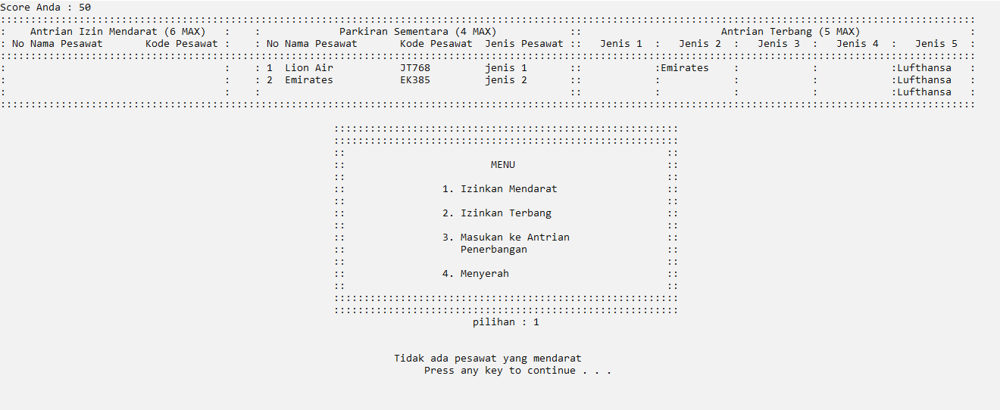 Score Anda : 50
: Antrian Izin Mendarat (6 MAX) : : Parkiran Sementara (4 MAX) :: Antrian Terbang (5 MAX) :
: No Nama Pesawat Kode Pesawat : : No Nama Pesawat Kode Pesawat Jenis Pesawat :: Jenis 1 : Jenis 2 : Jenis 3 : Jenis 4 : Jenis 5 :
: : : 1 Lion Air JT768 jenis 1 :: :Emirates : : :Lufthansa :
: : : 2 Emirates EK385 jenis 2 :: : : : :Lufthansa :
: : : :: : : : :Lufthansa :
MENU
1. Izinkan Mendarat
2. Izinkan Terbang
3. Masukan ke Antrian
Penerbangan
4. Menyerah
pilihan : 1
Tidak ada pesawat yang mendarat
Press any key to continue . . .